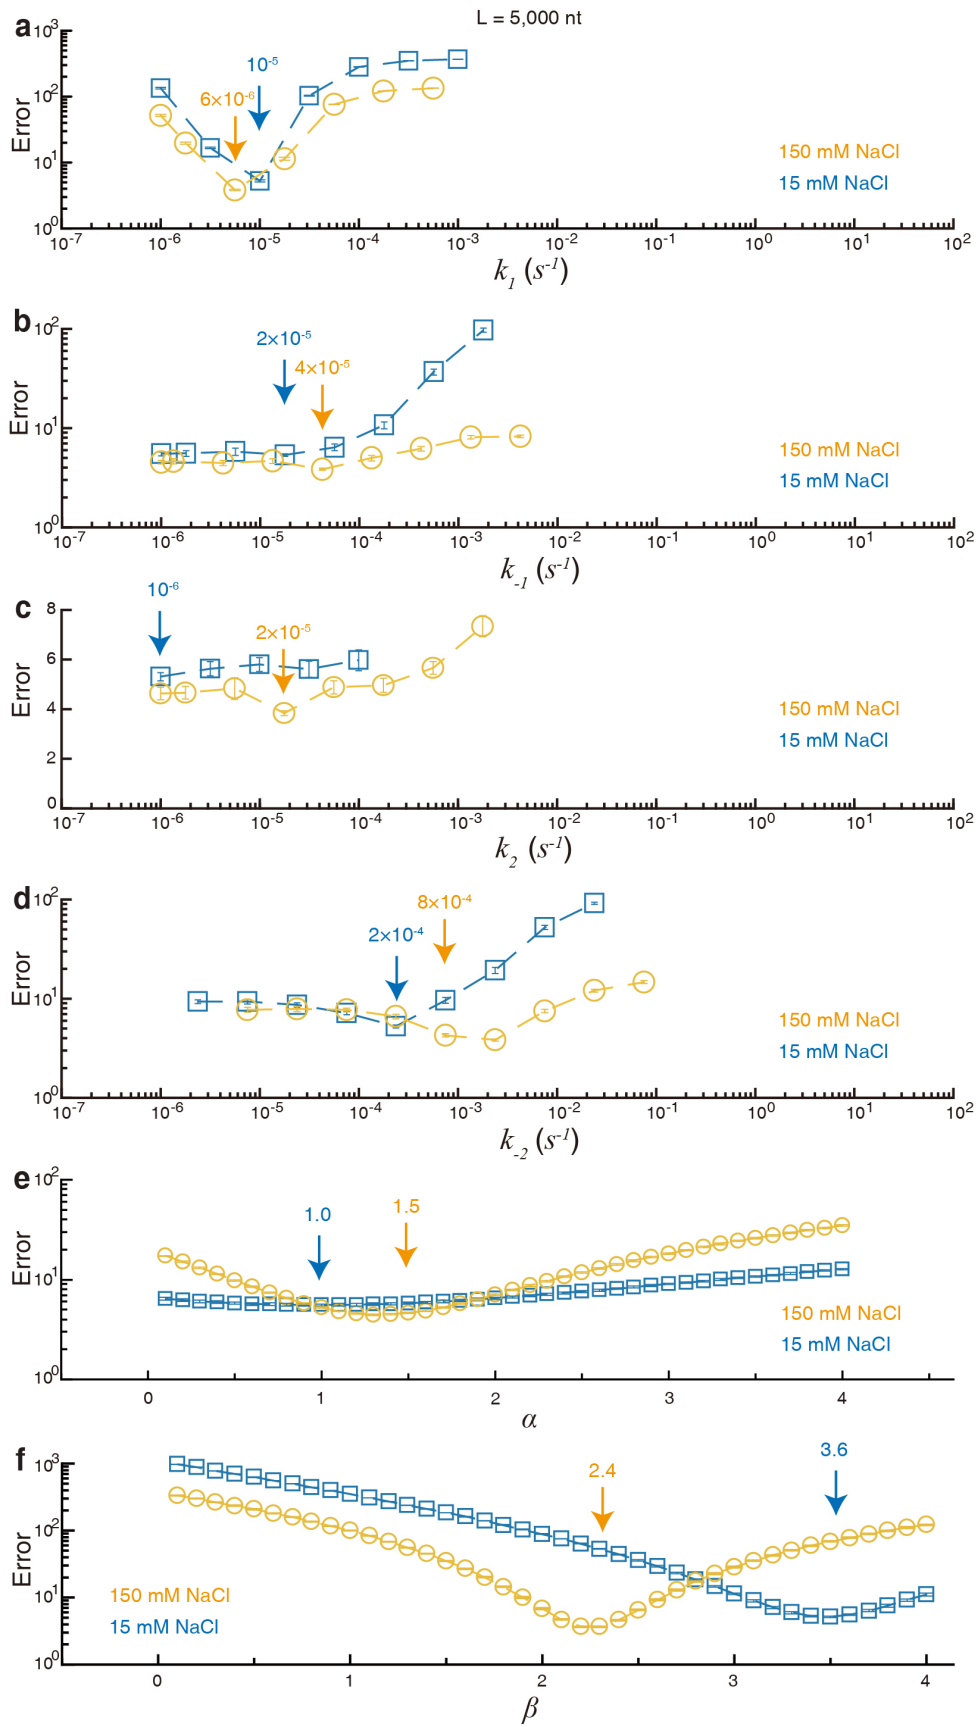 L = 5,000 nt
a
10³
10²
10¹
10⁰
Error
10⁻⁵
6×10⁻⁶
150 mM NaCl
15 mM NaCl
10⁻⁷ 10⁻⁶ 10⁻⁵ 10⁻⁴ 10⁻³ 10⁻² 10⁻¹ 10⁰ 10¹ 10²
k₁ (s⁻¹)
b
10²
10¹
10⁰
Error
2×10⁻⁵
4×10⁻⁵
150 mM NaCl
15 mM NaCl
10⁻⁷ 10⁻⁶ 10⁻⁵ 10⁻⁴ 10⁻³ 10⁻² 10⁻¹ 10⁰ 10¹ 10²
k₋₁ (s⁻¹)
c
8
6
4
2
0
Error
10⁻⁶
2×10⁻⁵
150 mM NaCl
15 mM NaCl
10⁻⁷ 10⁻⁶ 10⁻⁵ 10⁻⁴ 10⁻³ 10⁻² 10⁻¹ 10⁰ 10¹ 10²
k₂ (s⁻¹)
d
10²
10¹
10⁰
Error
8×10⁻⁴
2×10⁻⁴
150 mM NaCl
15 mM NaCl
10⁻⁷ 10⁻⁶ 10⁻⁵ 10⁻⁴ 10⁻³ 10⁻² 10⁻¹ 10⁰ 10¹ 10²
k₋₂ (s⁻¹)
e
10²
10¹
10⁰
Error
1.0
1.5
150 mM NaCl
15 mM NaCl
0 1 2 3 4
α
f
10³
10²
10¹
10⁰
Error
2.4
3.6
150 mM NaCl
15 mM NaCl
0 1 2 3 4
β